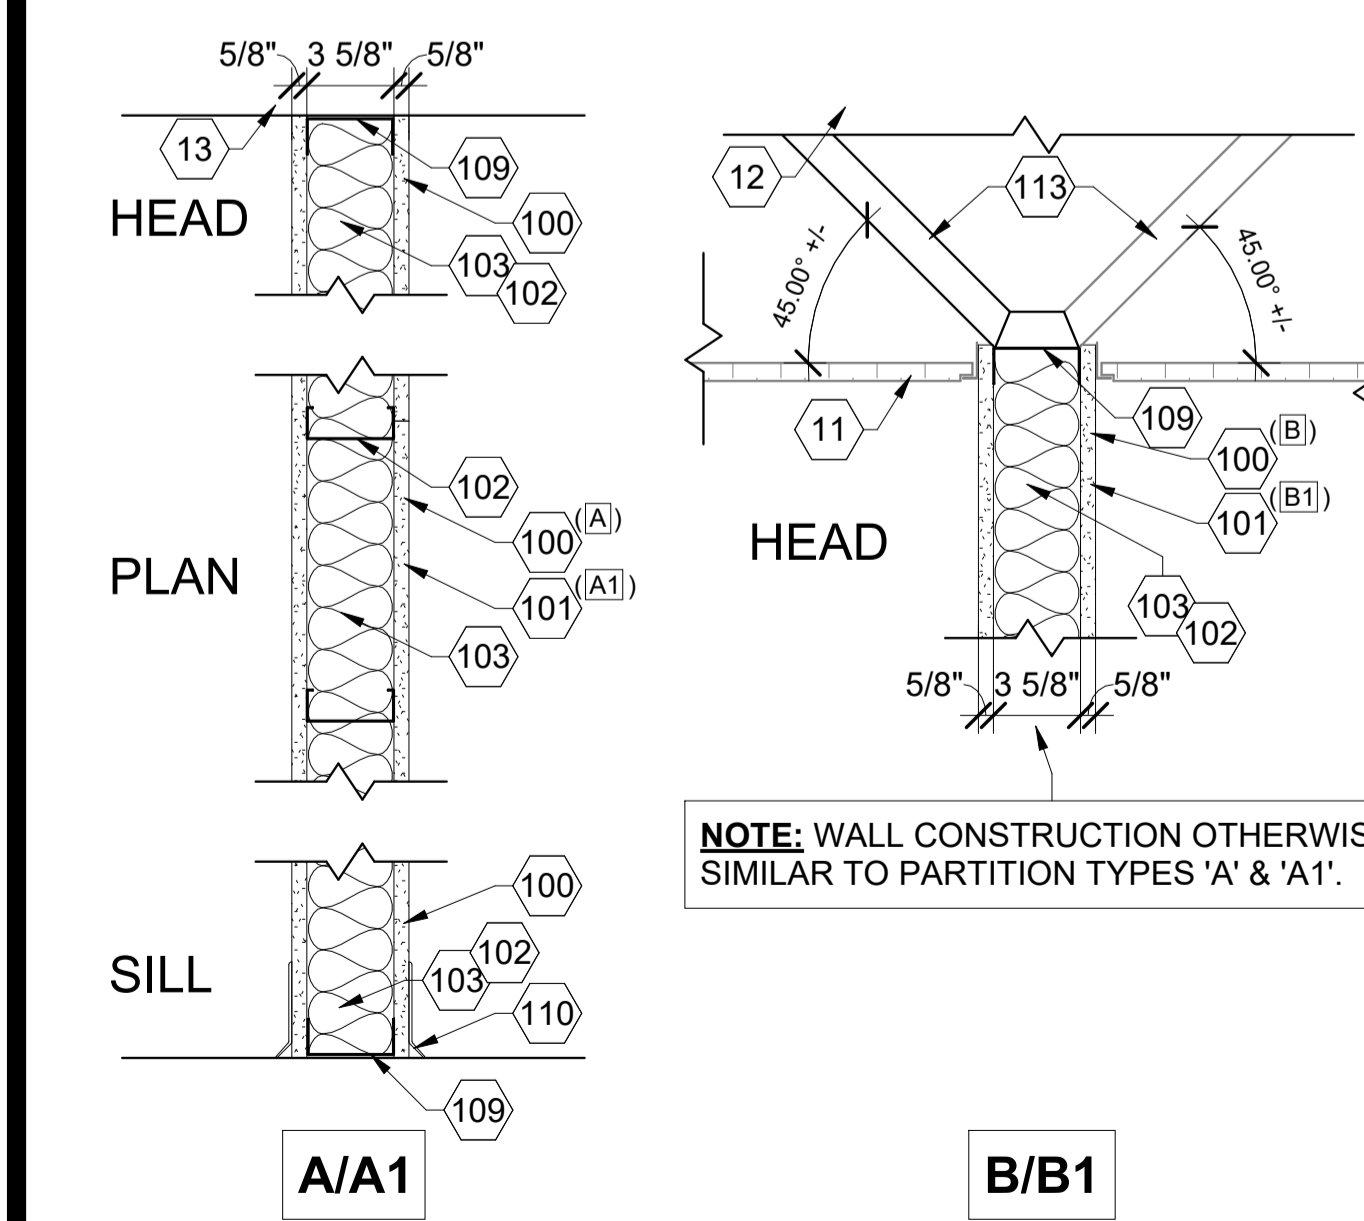 5/8" 3 5/8" 5/8"
13
109
100
103
102
HEAD
102
100 (A)
101 (A1)
103
PLAN
100
102
103
110
109
SILL
A/A1
12
113
45.00° +/-
45.00° +/-
11
109
100 (B)
101 (B1)
103
102
HEAD
5/8" 3 5/8" 5/8"
NOTE: WALL CONSTRUCTION OTHERWIS
SIMILAR TO PARTITION TYPES 'A' & 'A1'.
B/B1